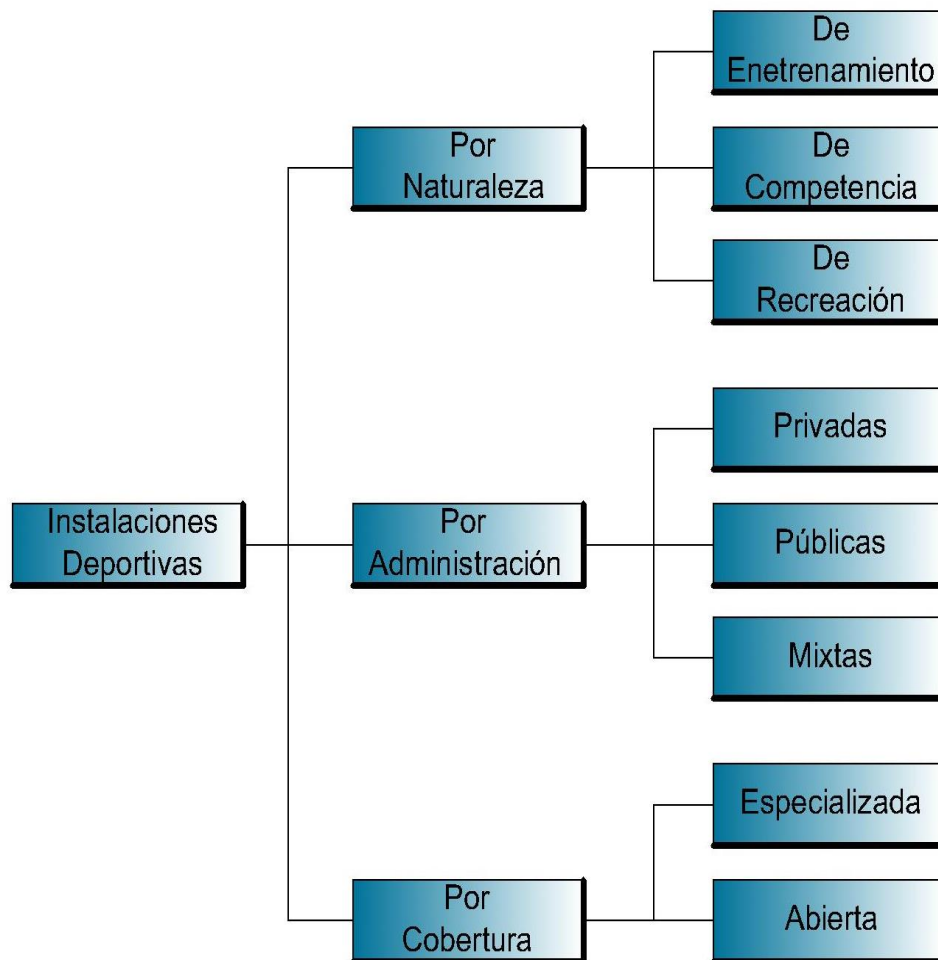 De
Enetrenamiento
Por
Naturaleza
De
Competencia
De
Recreación
Privadas
Instalaciones
Deportivas
Por
Administración
Públicas
Mixtas
Especializada
Por
Cobertura
Abierta